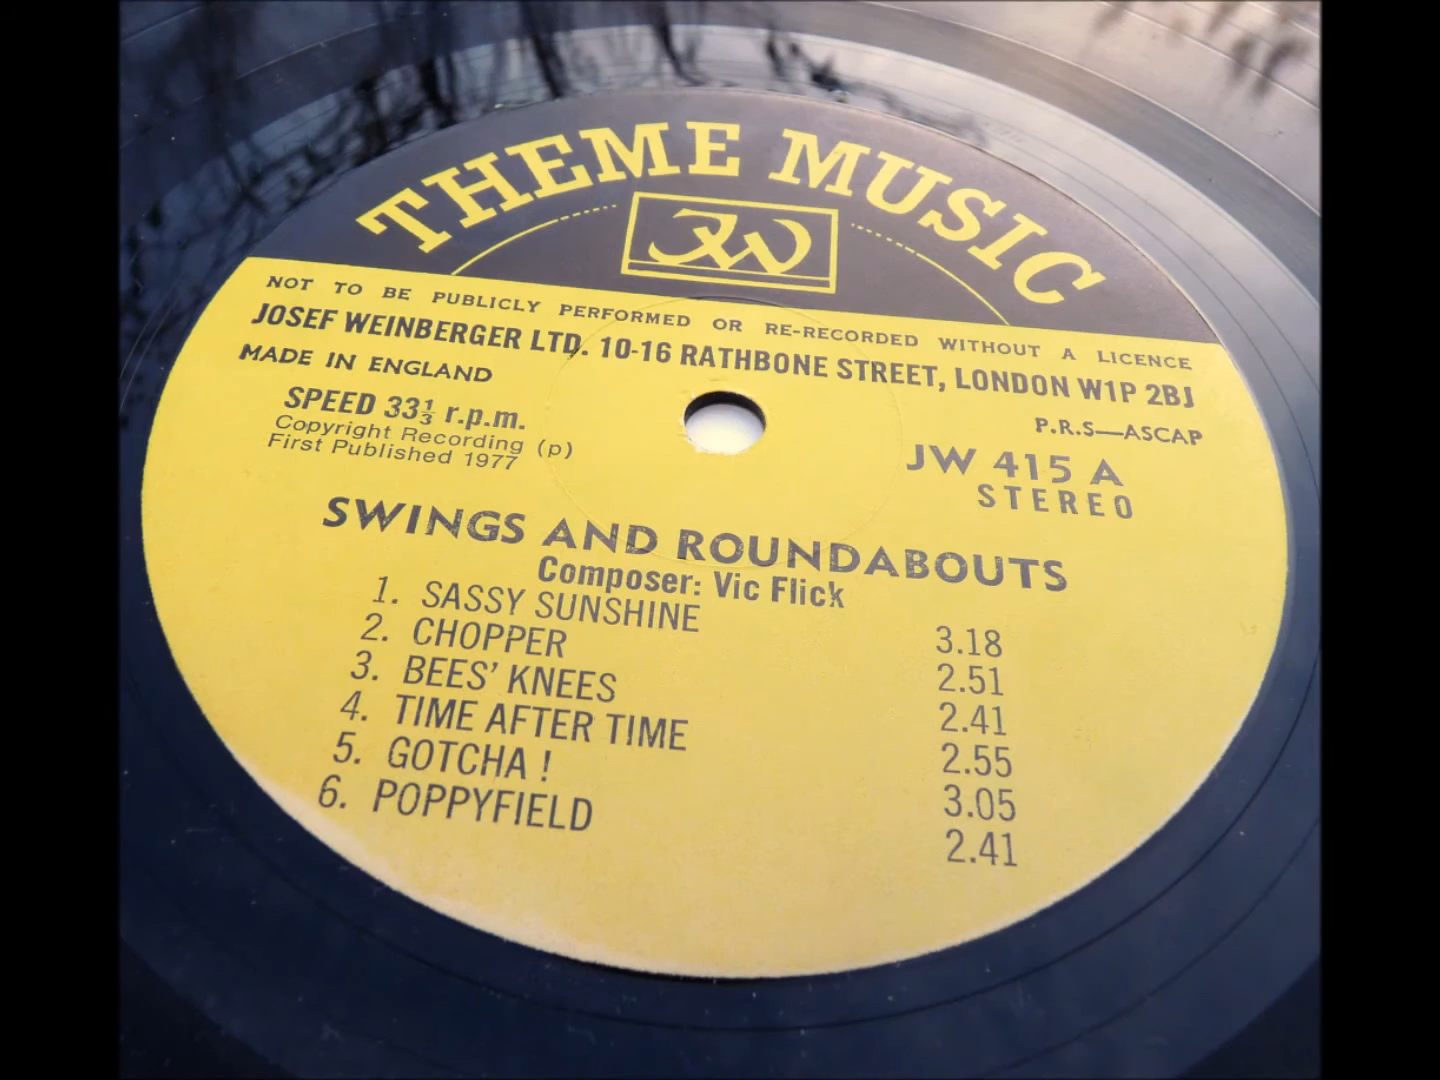 THEME MUSIC
JW
NOT TO BE PUBLICLY PERFORMED OR RE-RECORDED WITHOUT A LICENCE
JOSEF WEINBERGER LTD. 10-16 RATHBONE STREET, LONDON W1P 2BJ
MADE IN ENGLAND
P.R.S—ASCAP
SPEED 33⅓ r.p.m.
JW 415 A
Copyright Recording (p)
STEREO
First Published 1977
SWINGS AND ROUNDABOUTS
Composer: Vic Flick
1. SASSY SUNSHINE 3.18
2. CHOPPER 2.51
3. BEES' KNEES 2.41
4. TIME AFTER TIME 2.55
5. GOTCHA ! 3.05
6. POPPYFIELD 2.41